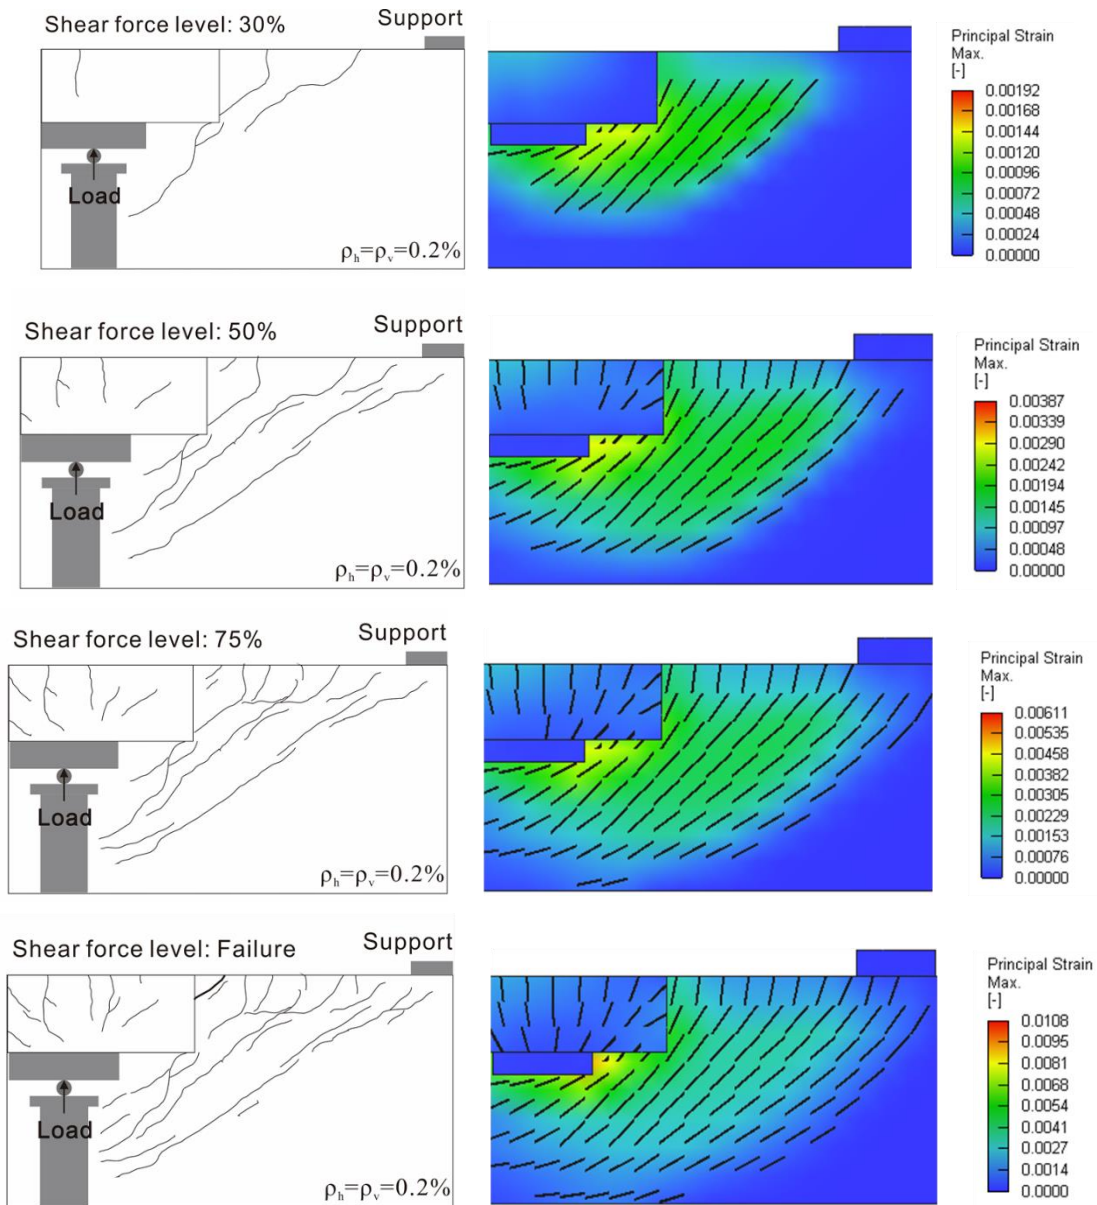 Shear force level: 30%
Support
Load
ρh=ρv=0.2%
Principal Strain
Max.
[-]
0.00192
0.00168
0.00144
0.00120
0.00096
0.00072
0.00048
0.00024
0.00000
Shear force level: 50%
Support
Load
ρh=ρv=0.2%
Principal Strain
Max.
[-]
0.00387
0.00339
0.00290
0.00242
0.00194
0.00145
0.00097
0.00048
0.00000
Shear force level: 75%
Support
Load
ρh=ρv=0.2%
Principal Strain
Max.
[-]
0.00611
0.00535
0.00458
0.00382
0.00305
0.00229
0.00153
0.00076
0.00000
Shear force level: Failure
Support
Load
ρh=ρv=0.2%
Principal Strain
Max.
[-]
0.0108
0.0095
0.0081
0.0068
0.0054
0.0041
0.0027
0.0014
0.0000